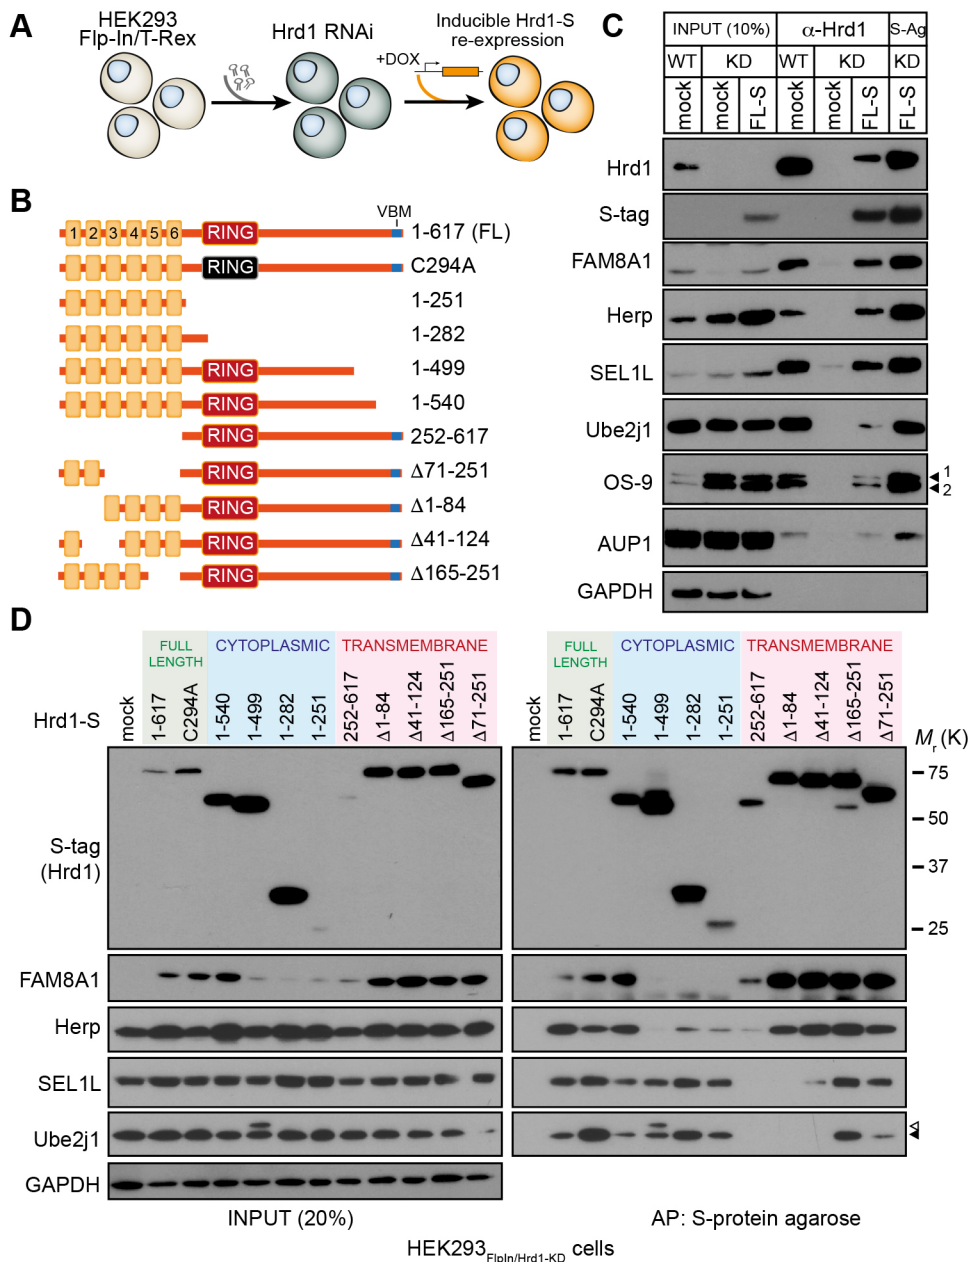 A
HEK293
Flp-In/T-Rex
Hrd1 RNAi
Inducible Hrd1-S
re-expression
+DOX
B
VBM
1 2 3 4 5 6 RING 1-617 (FL)
RING C294A
1-251
1-282
RING 1-499
RING 1-540
RING 252-617
RING Δ71-251
RING Δ1-84
RING Δ41-124
RING Δ165-251
C
INPUT (10%) α-Hrd1 S-Ag
WT KD WT KD KD
mock mock FL-S mock mock FL-S FL-S
Hrd1
S-tag
FAM8A1
Herp
SEL1L
Ube2j1
OS-9
1
2
AUP1
GAPDH
D
FULL LENGTH CYTOPLASMIC TRANSMEMBRANE FULL LENGTH CYTOPLASMIC TRANSMEMBRANE
Hrd1-S mock 1-617 C294A 1-540 1-499 1-282 1-251 252-617 Δ1-84 Δ41-124 Δ165-251 Δ71-251 mock 1-617 C294A 1-540 1-499 1-282 1-251 252-617 Δ1-84 Δ41-124 Δ165-251 Δ71-251
Mr (K)
75
50
37
25
S-tag
(Hrd1)
FAM8A1
Herp
SEL1L
Ube2j1
GAPDH
INPUT (20%) AP: S-protein agarose
HEK293FlpIn/Hrd1-KD cells